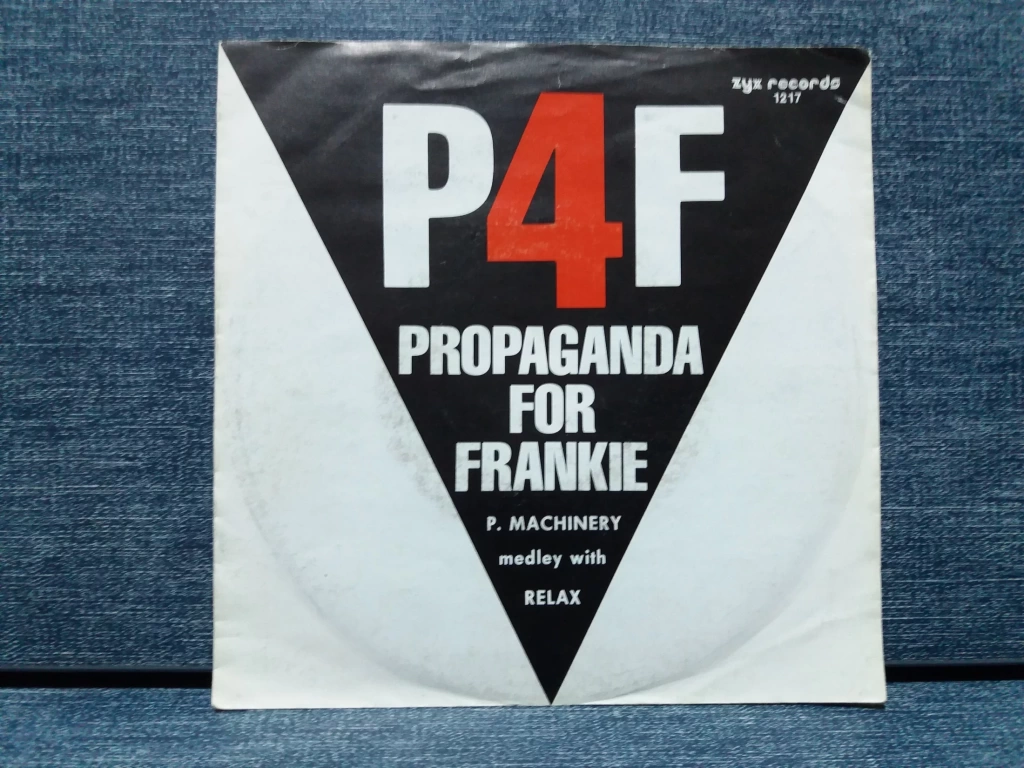 zyx records
1217
P4F
PROPAGANDA
FOR
FRANKIE
P. MACHINERY
medley with
RELAX